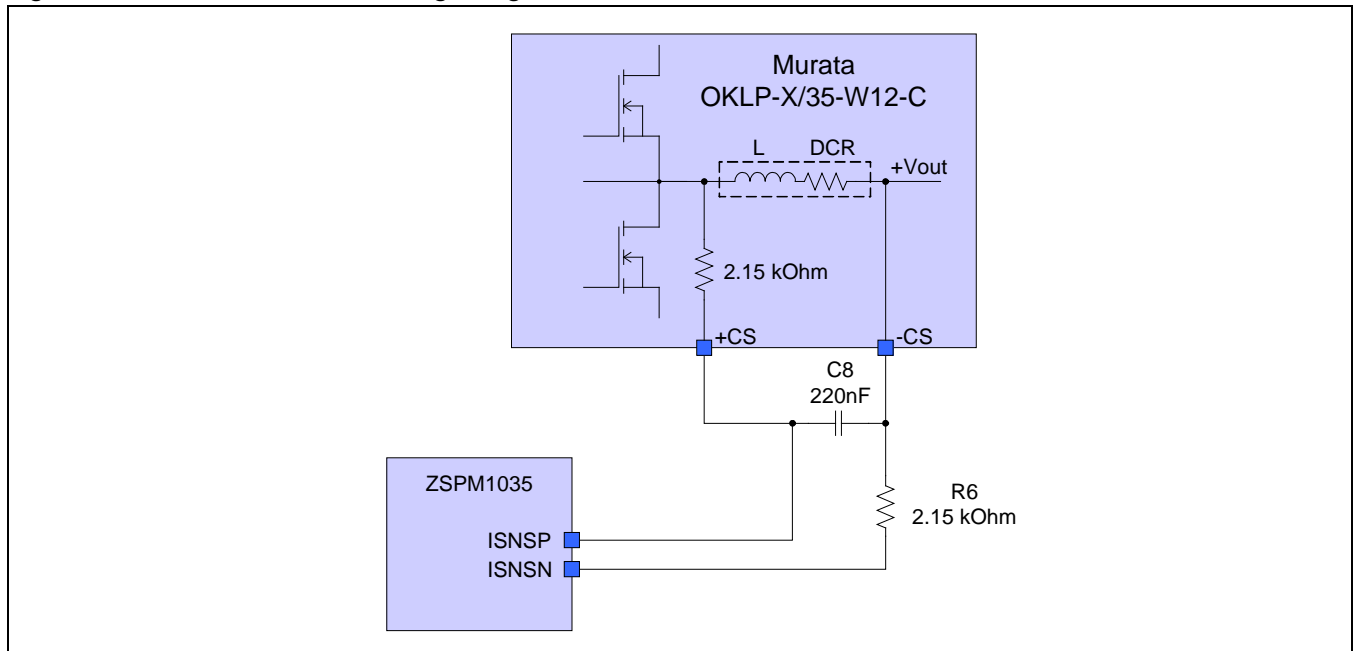 Murata
OKLP-X/35-W12-C
L DCR
+Vout
2.15 kOhm
+CS -CS
C8
220nF
ZSPM1035
R6
2.15 kOhm
ISNSP
ISNSN